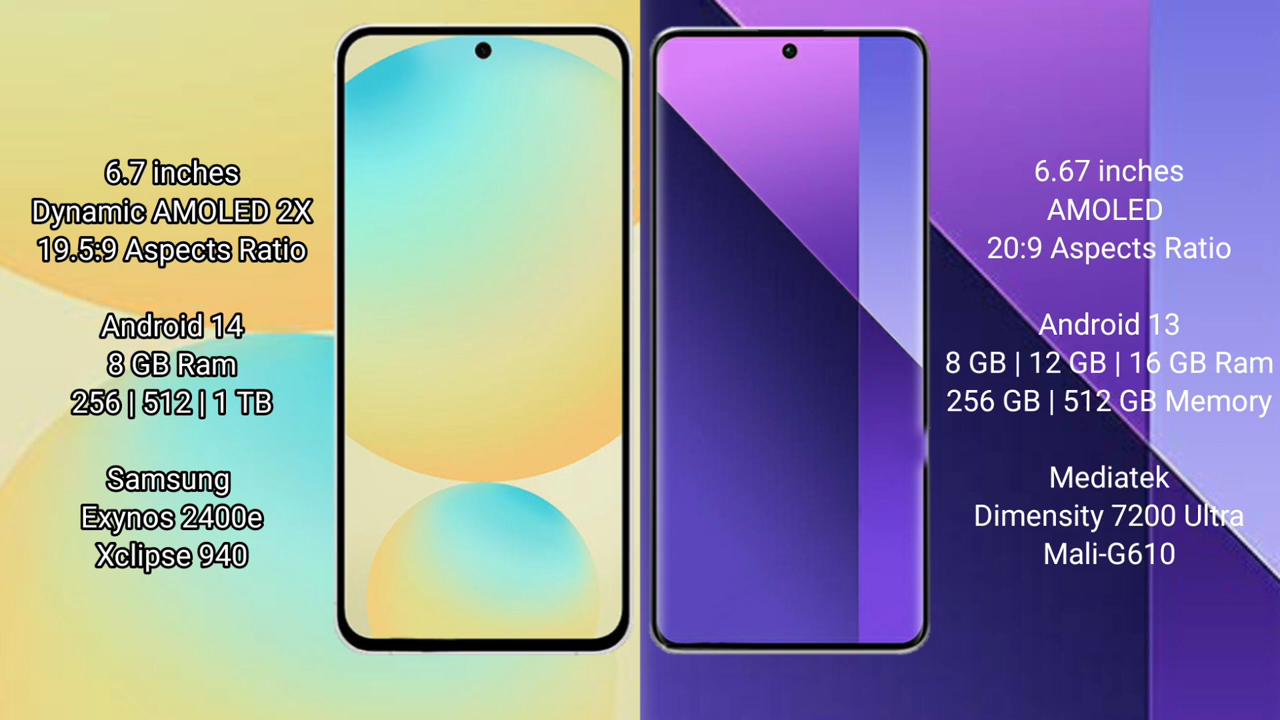 6.7 inches
Dynamic AMOLED 2X
19.5:9 Aspects Ratio
Android 14
8 GB Ram
256 | 512 | 1 TB
Samsung
Exynos 2400e
Xclipse 940
6.67 inches
AMOLED
20:9 Aspects Ratio
Android 13
8 GB | 12 GB | 16 GB Ram
256 GB | 512 GB Memory
Mediatek
Dimensity 7200 Ultra
Mali-G610